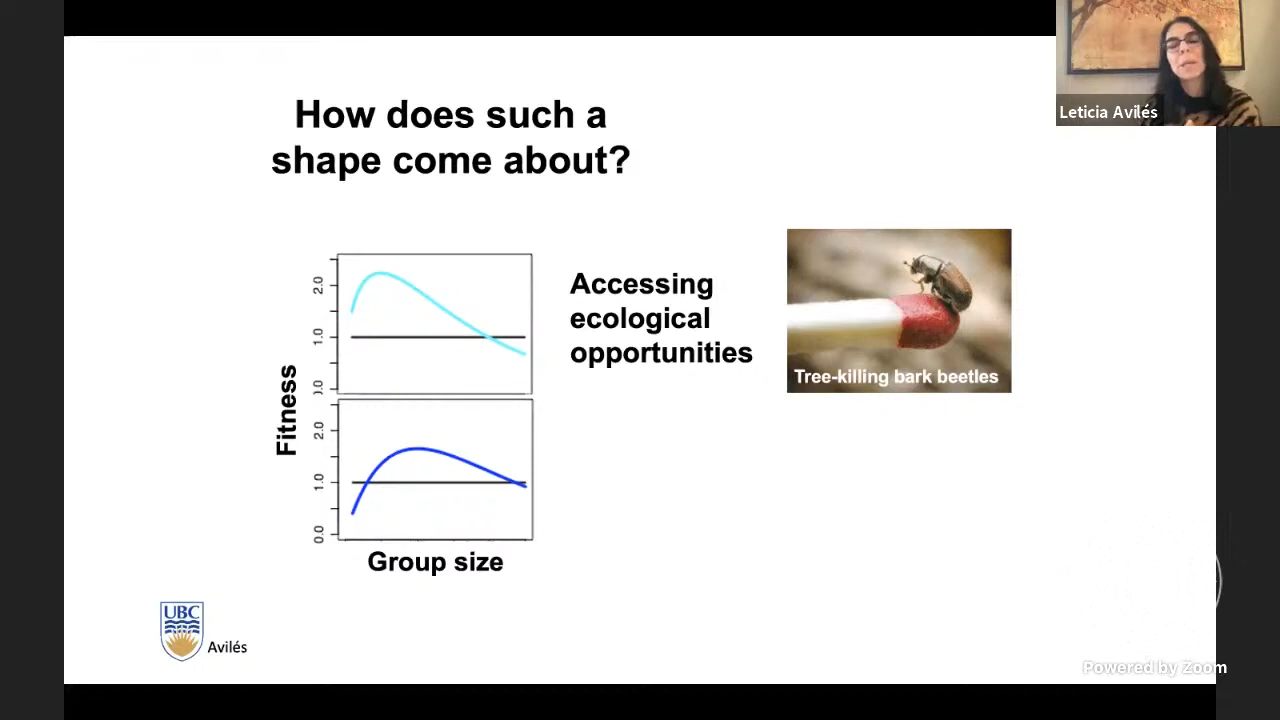 Leticia Avilés
How does such a
shape come about?
Fitness
2.0
1.0
0.0
2.0
1.0
0.0
Group size
Accessing
ecological
opportunities
Tree-killing bark beetles
UBC
Avilés
Powered by Zoom